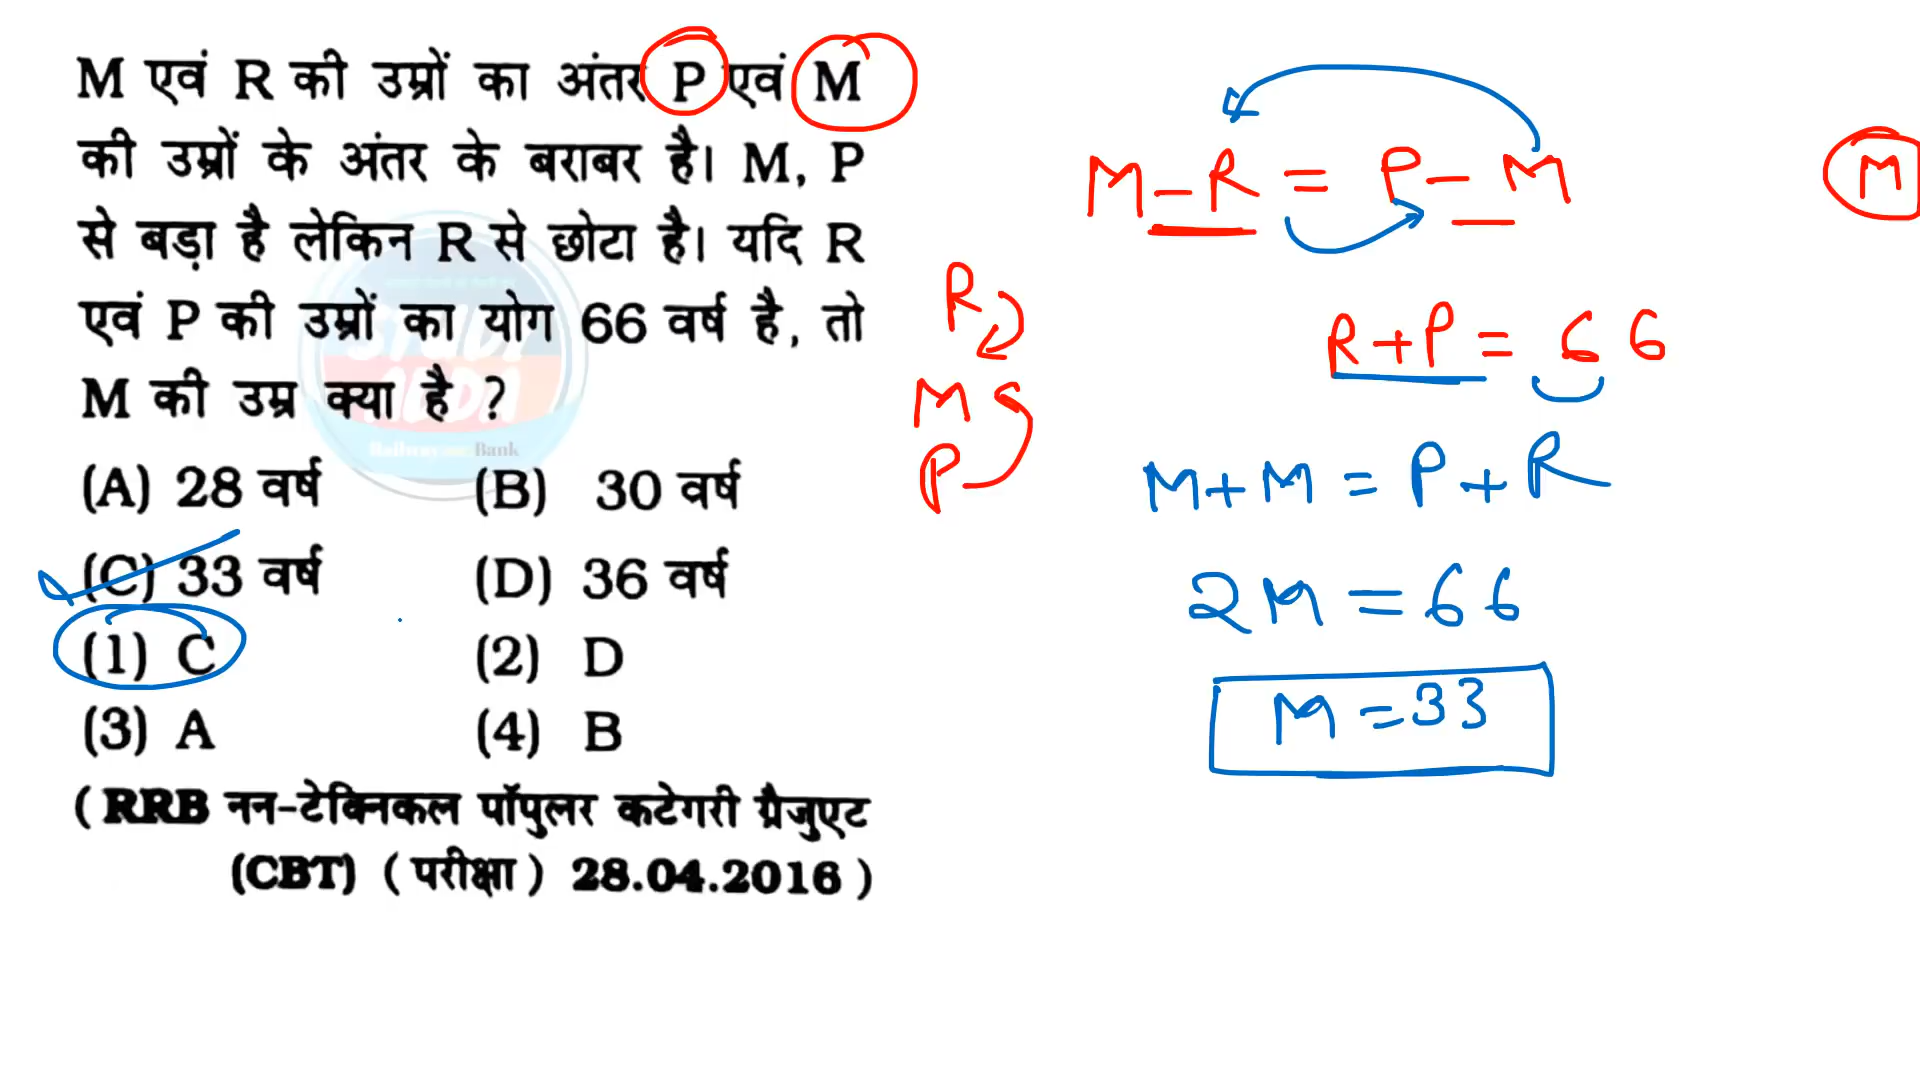 M एवं R की उम्रों का अंतर P एवं M
की उम्रों के अंतर के बराबर है। M, P
से बड़ा है लेकिन R से छोटा है। यदि R
एवं P की उम्रों का योग 66 वर्ष है, तो
M की उम्र क्या है ?
(A) 28 वर्ष (B) 30 वर्ष
(C) 33 वर्ष (D) 36 वर्ष
(1) C (2) D
(3) A (4) B
( RRB नन-टेक्निकल पॉपुलर कटेगरी ग्रैजुएट
(CBT) ( परीक्षा ) 28.04.2016 )
R
M
P
M - R = P - M
M
R + P = 66
M + M = P + R
2M = 66
M = 33
Bank